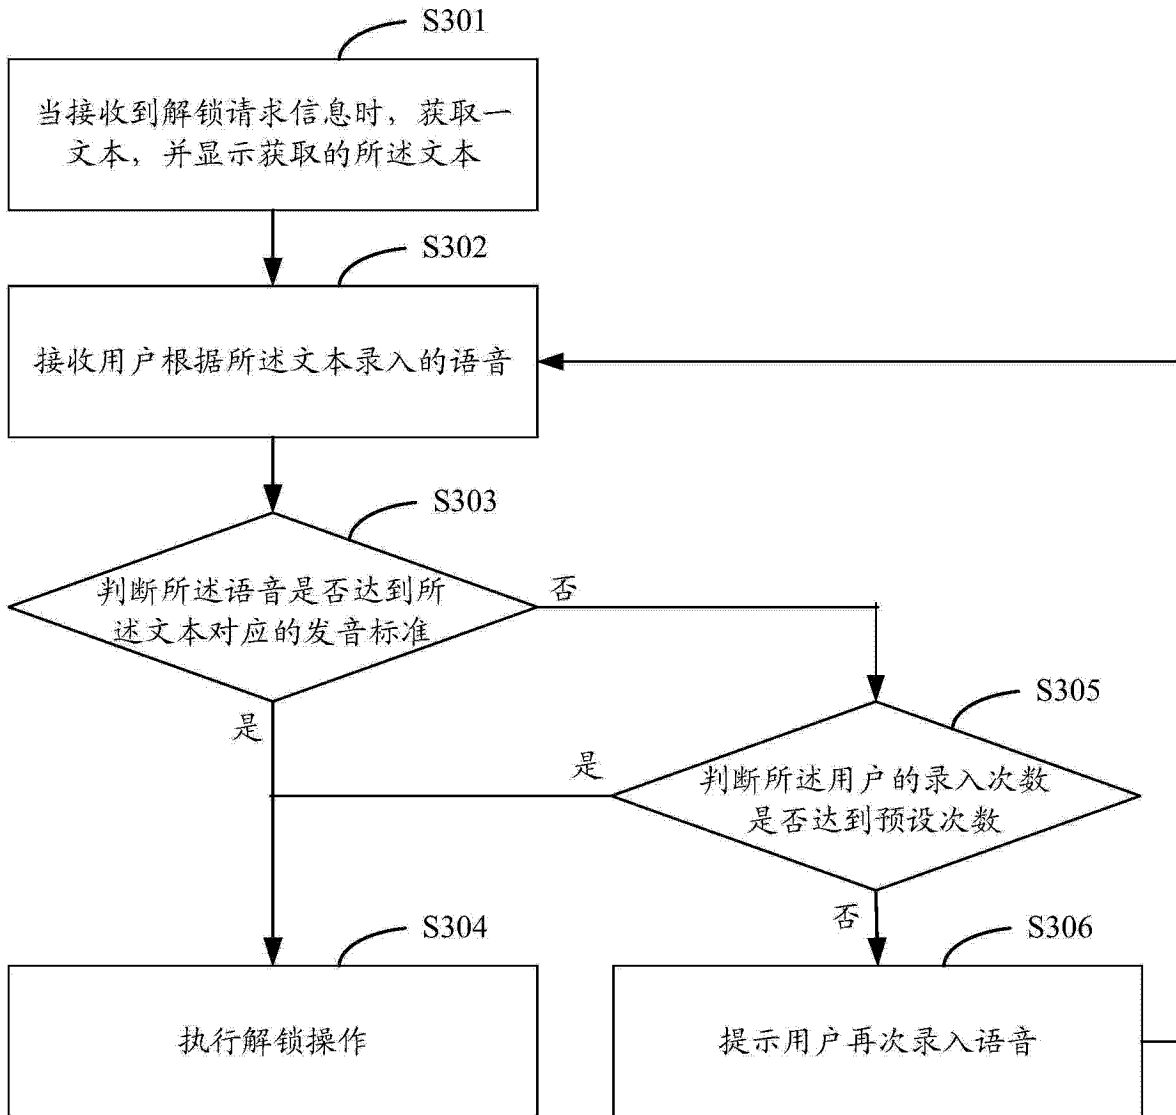 S301
当接收到解锁请求信息时，获取一
文本，并显示获取的所述文本
S302
接收用户根据所述文本录入的语音
S303
判断所述语音是否达到所
述文本对应的发音标准
否
是
S305
是
判断所述用户的录入次数
是否达到预设次数
否
S304
执行解锁操作
S306
提示用户再次录入语音